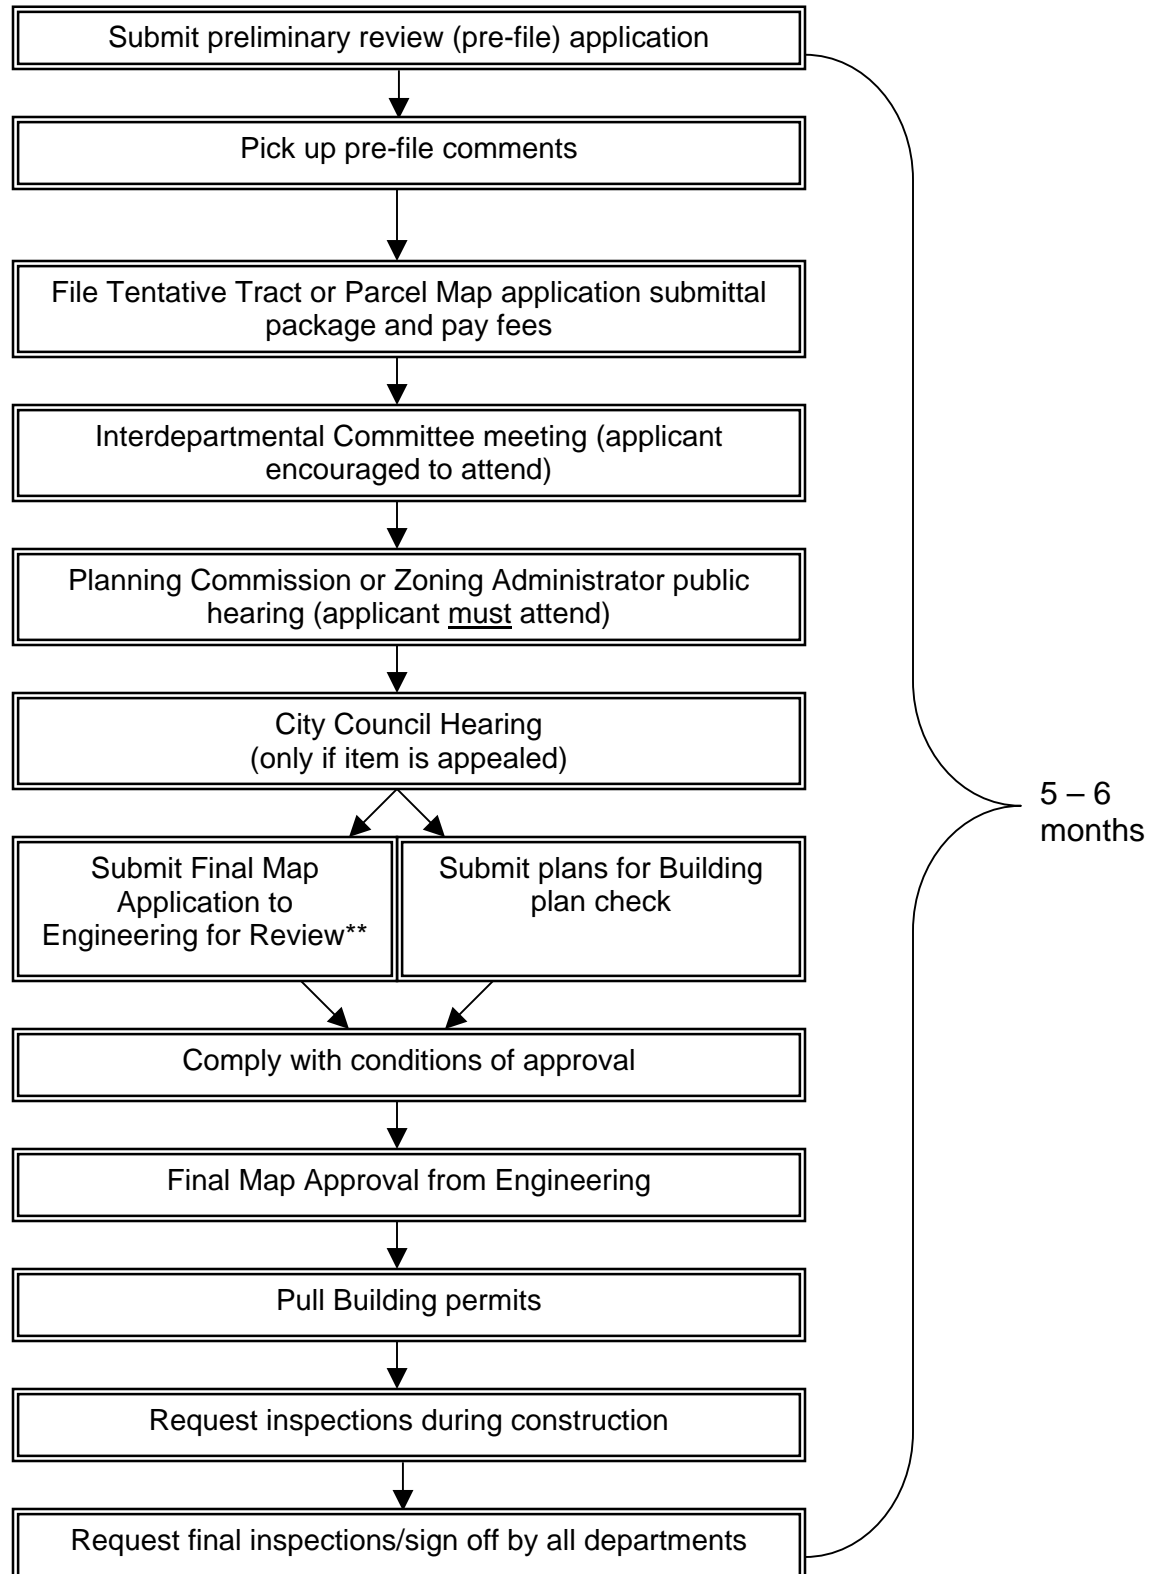 Submit preliminary review (pre-file) application
Pick up pre-file comments
File Tentative Tract or Parcel Map application submittal
package and pay fees
Interdepartmental Committee meeting (applicant
encouraged to attend)
Planning Commission or Zoning Administrator public
hearing (applicant must attend)
City Council Hearing
(only if item is appealed)
Submit Final Map
Application to
Engineering for Review**
Submit plans for Building
plan check
Comply with conditions of approval
Final Map Approval from Engineering
Pull Building permits
Request inspections during construction
Request final inspections/sign off by all departments
5 – 6
months